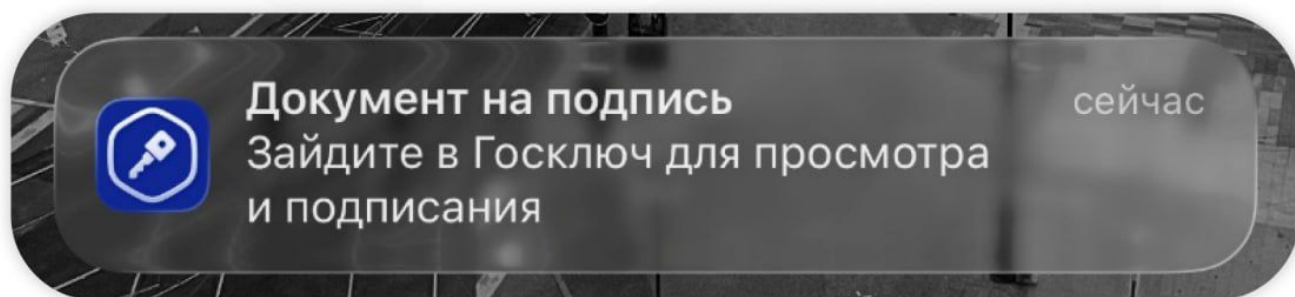 Документ на подпись
сейчас
Зайдите в Госключ для просмотра
и подписания